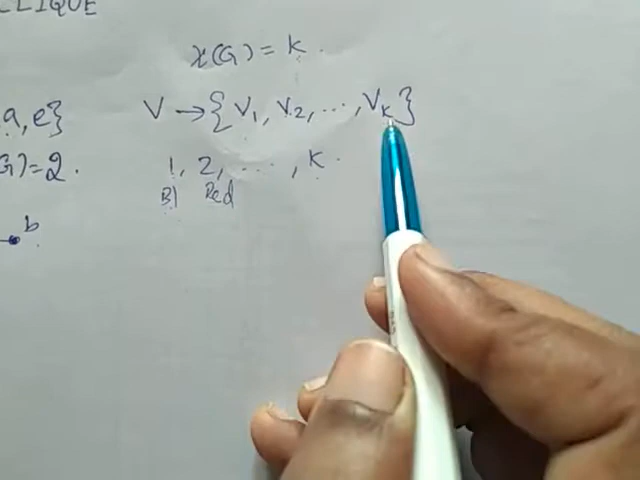 CLIQUE
χ(G) = k.
a, e}
V → { V₁, V₂, ..., Vₖ}
G) = 2.
1, 2, ..., k.
Bl Red
b